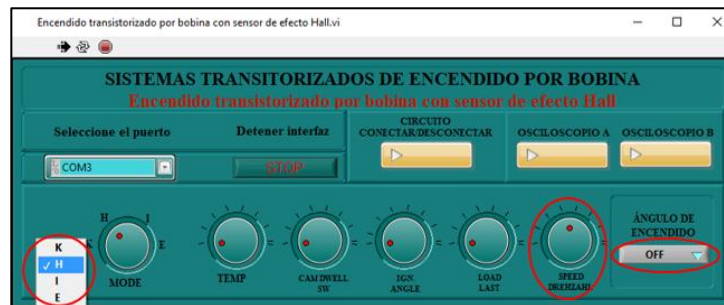 Encendido transistorizado por bobina con sensor de efecto Hall.vi
SISTEMAS TRANSITORIZADOS DE ENCENDIDO POR BOBINA
Encendido transistorizado por bobina con sensor de efecto Hall
Seleccione el puerto
Detener interfaz
CIRCUITO
CONECTAR/DESCONECTAR
OSCILOSCOPIO A
OSCILOSCOPIO B
COM3
STOP
H
I
K
E
MODE
K
✓ H
I
E
TEMP
CAM DWELL
SW
IGN.
ANGLE
LOAD
LAST
SPEED
DREHZAHL
ÁNGULO DE
ENCENDIDO
OFF